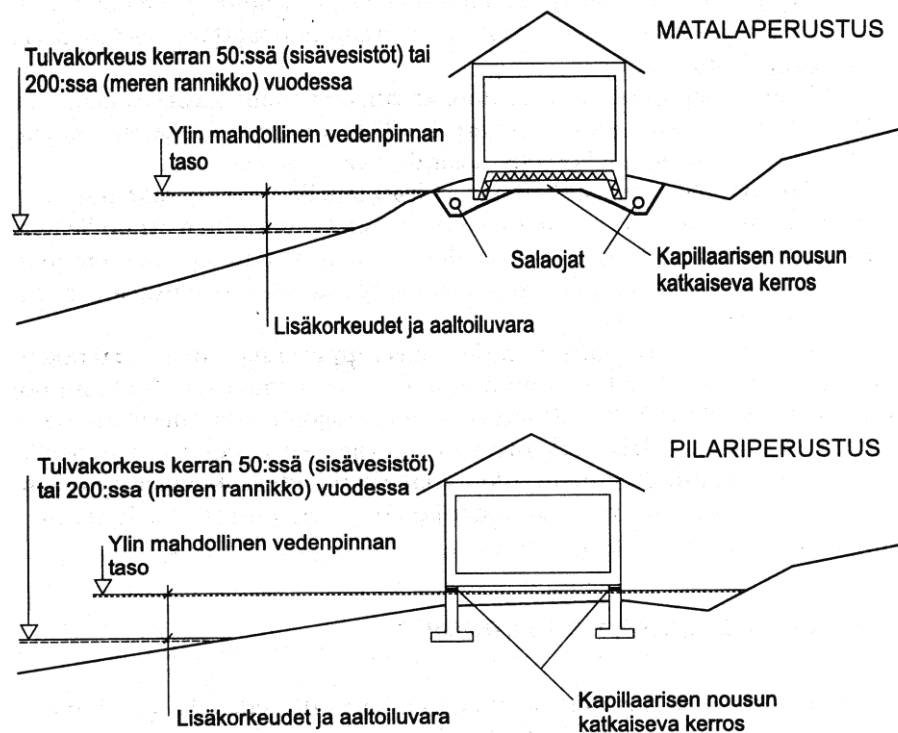 MATALAPERUSTUS
Tulvakorkeus kerran 50:ssä (sisävesistöt) tai
200:ssa (meren rannikko) vuodessa
Ylin mahdollinen vedenpinnan
taso
Salaojat
Kapillaarisen nousun
katkaiseva kerros
Lisäkorkeudet ja aaltoiluvara
PILARIPERUSTUS
Tulvakorkeus kerran 50:ssä (sisävesistöt)
tai 200:ssa (meren rannikko) vuodessa
Ylin mahdollinen vedenpinnan
taso
Kapillaarisen nousun
katkaiseva kerros
Lisäkorkeudet ja aaltoiluvara